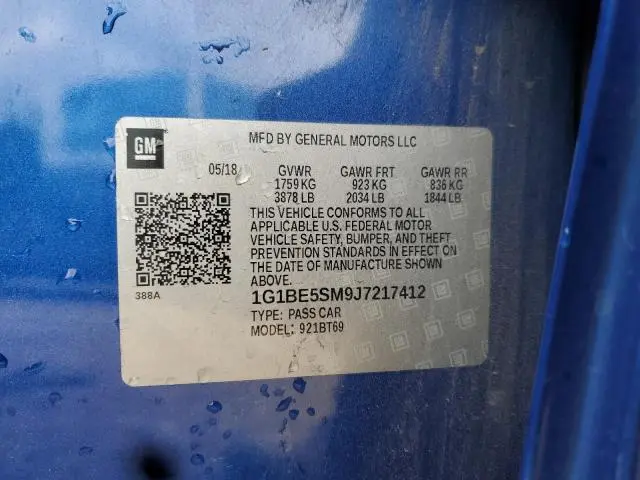 GM
MFD BY GENERAL MOTORS LLC
05/18 GVWR GAWR FRT GAWR RR
1759 KG 923 KG 836 KG
3878 LB 2034 LB 1844 LB
THIS VEHICLE CONFORMS TO ALL
APPLICABLE U.S. FEDERAL MOTOR
VEHICLE SAFETY, BUMPER, AND THEFT
PREVENTION STANDARDS IN EFFECT ON
THE DATE OF MANUFACTURE SHOWN
ABOVE.
388A
1G1BE5SM9J7217412
TYPE: PASS CAR
MODEL: 921BT69